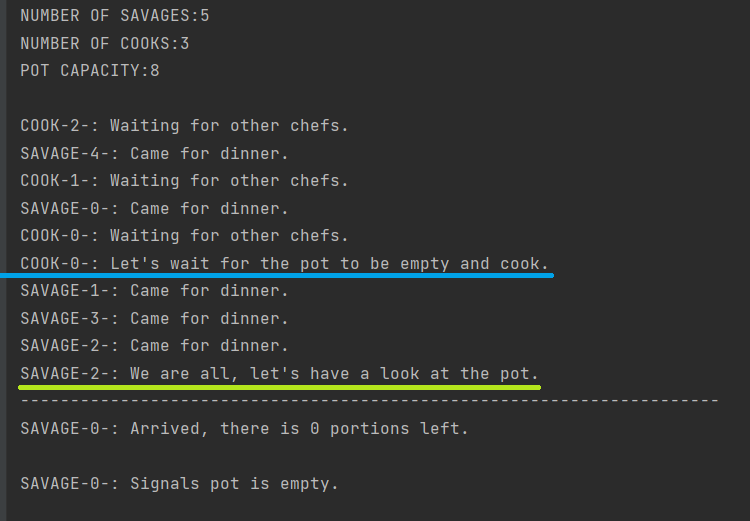 NUMBER OF SAVAGES:5
NUMBER OF COOKS:3
POT CAPACITY:8
COOK-2-: Waiting for other chefs.
SAVAGE-4-: Came for dinner.
COOK-1-: Waiting for other chefs.
SAVAGE-0-: Came for dinner.
COOK-0-: Waiting for other chefs.
COOK-0-: Let's wait for the pot to be empty and cook.
SAVAGE-1-: Came for dinner.
SAVAGE-3-: Came for dinner.
SAVAGE-2-: Came for dinner.
SAVAGE-2-: We are all, let's have a look at the pot.
----------------------------------------------------------------------
SAVAGE-0-: Arrived, there is 0 portions left.
SAVAGE-0-: Signals pot is empty.